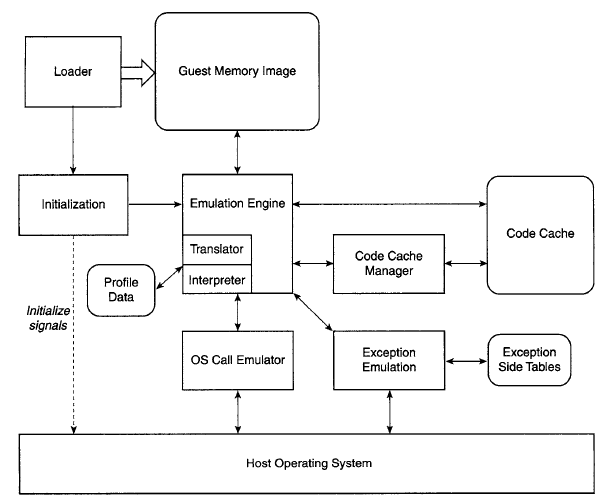 Loader
Guest Memory Image
Initialization
Emulation Engine
Translator
Interpreter
Code Cache
Manager
Code Cache
Profile
Data
Initialize
signals
OS Call Emulator
Exception
Emulation
Exception
Side Tables
Host Operating System